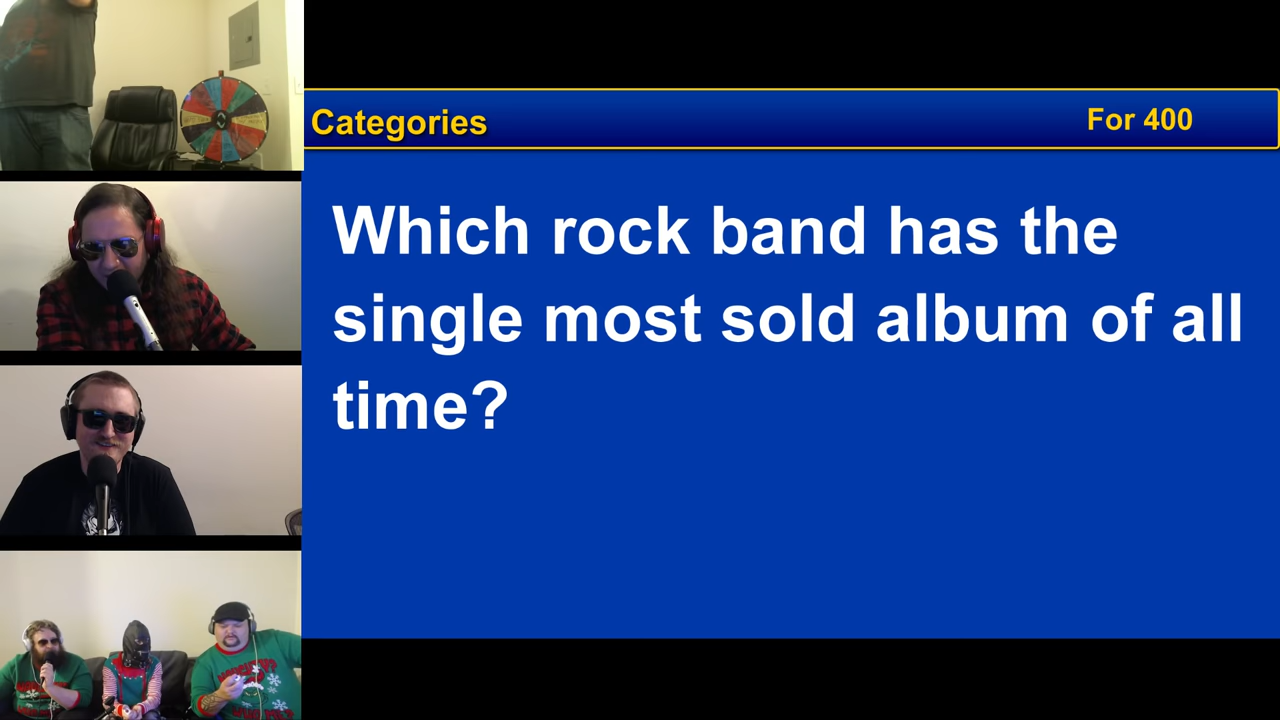 Categories
For 400
Which rock band has the
single most sold album of all
time?